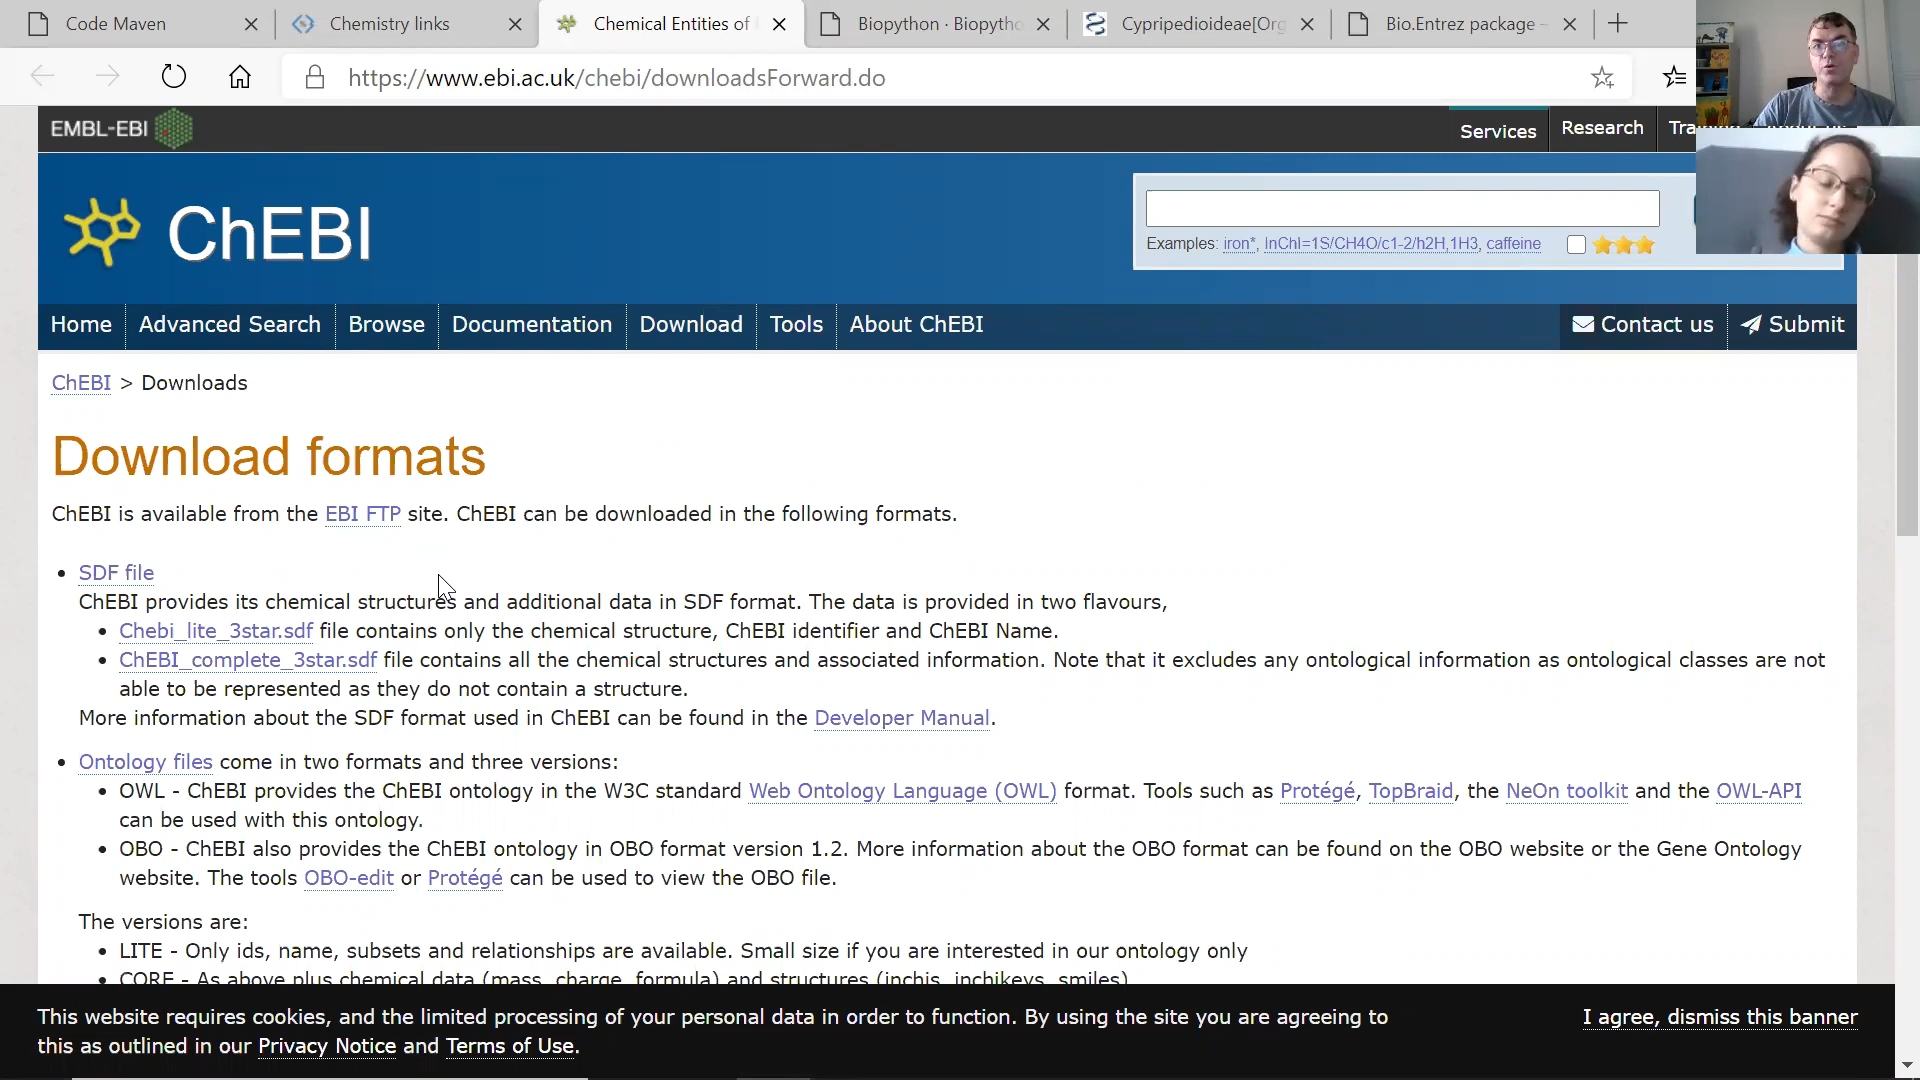 Code Maven
Chemistry links
Chemical Entities of
Biopython · Biopytho
Cypripedioideae[Org
Bio.Entrez package –
https://www.ebi.ac.uk/chebi/downloadsForward.do
EMBL-EBI
Services
Research
ChEBI
Examples: iron*, InChI=1S/CH4O/c1-2/h2H,1H3, caffeine
Home
Advanced Search
Browse
Documentation
Download
Tools
About ChEBI
Contact us
Submit
ChEBI > Downloads
Download formats
ChEBI is available from the EBI FTP site. ChEBI can be downloaded in the following formats.
• SDF file
ChEBI provides its chemical structures and additional data in SDF format. The data is provided in two flavours,
• Chebi_lite_3star.sdf file contains only the chemical structure, ChEBI identifier and ChEBI Name.
• ChEBI_complete_3star.sdf file contains all the chemical structures and associated information. Note that it excludes any ontological information as ontological classes are not
able to be represented as they do not contain a structure.
More information about the SDF format used in ChEBI can be found in the Developer Manual.
• Ontology files come in two formats and three versions:
• OWL - ChEBI provides the ChEBI ontology in the W3C standard Web Ontology Language (OWL) format. Tools such as Protégé, TopBraid, the NeOn toolkit and the OWL-API
can be used with this ontology.
• OBO - ChEBI also provides the ChEBI ontology in OBO format version 1.2. More information about the OBO format can be found on the OBO website or the Gene Ontology
website. The tools OBO-edit or Protégé can be used to view the OBO file.
The versions are:
• LITE - Only ids, name, subsets and relationships are available. Small size if you are interested in our ontology only
• CORE - As above plus chemical data (mass, charge, formula) and structures (inchis, inchikeys, smiles)
This website requires cookies, and the limited processing of your personal data in order to function. By using the site you are agreeing to
this as outlined in our Privacy Notice and Terms of Use.
I agree, dismiss this banner